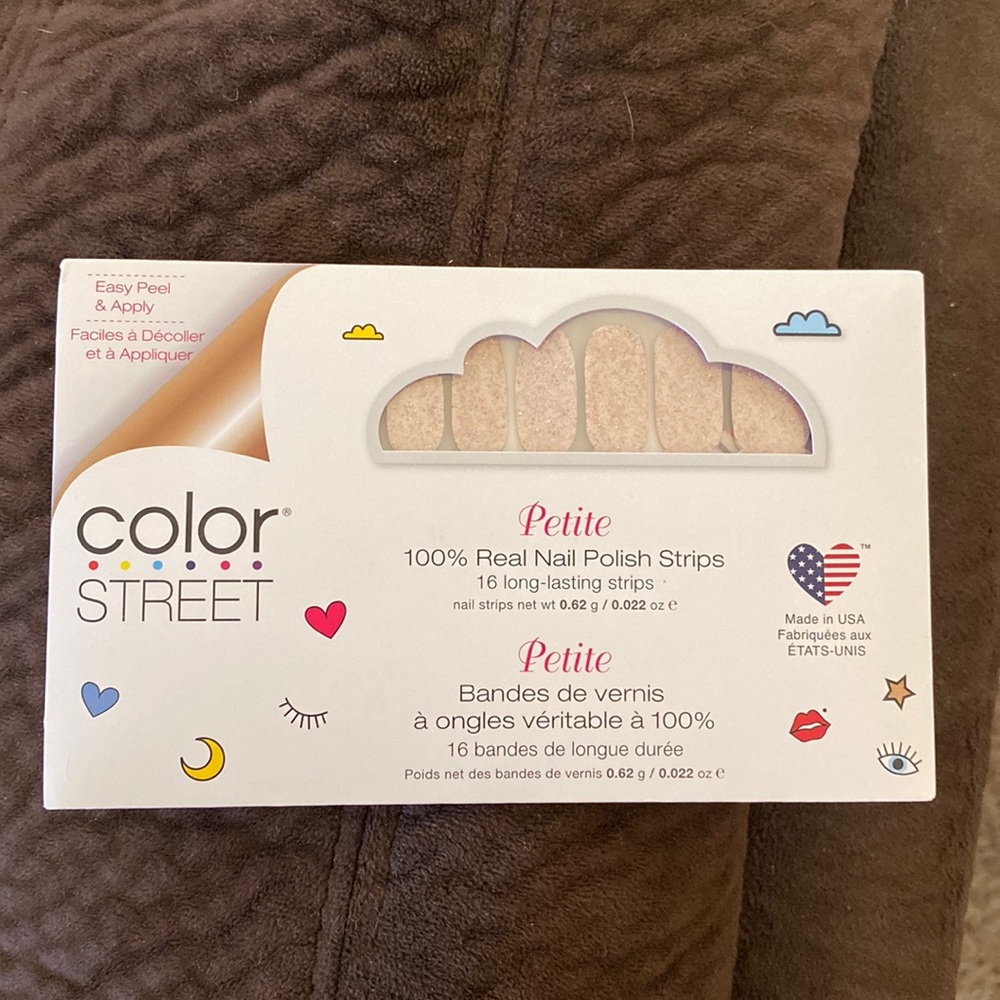 Easy Peel
& Apply
Faciles à Décoller
et à Appliquer
color®
STREET
Petite
100% Real Nail Polish Strips
16 long-lasting strips
nail strips net wt 0.62 g / 0.022 oz ℮
Petite
Bandes de vernis
à ongles véritable à 100%
16 bandes de longue durée
Poids net des bandes de vernis 0.62 g / 0.022 oz ℮
™
Made in USA
Fabriquées aux
ÉTATS-UNIS